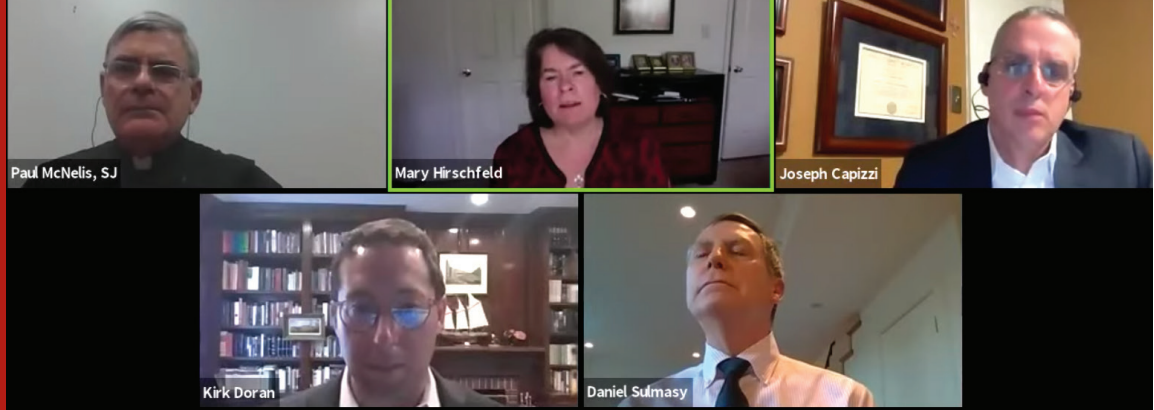 Paul McNelis, SJ
Mary Hirschfeld
Joseph Capizzi
Kirk Doran
Daniel Sulmasy